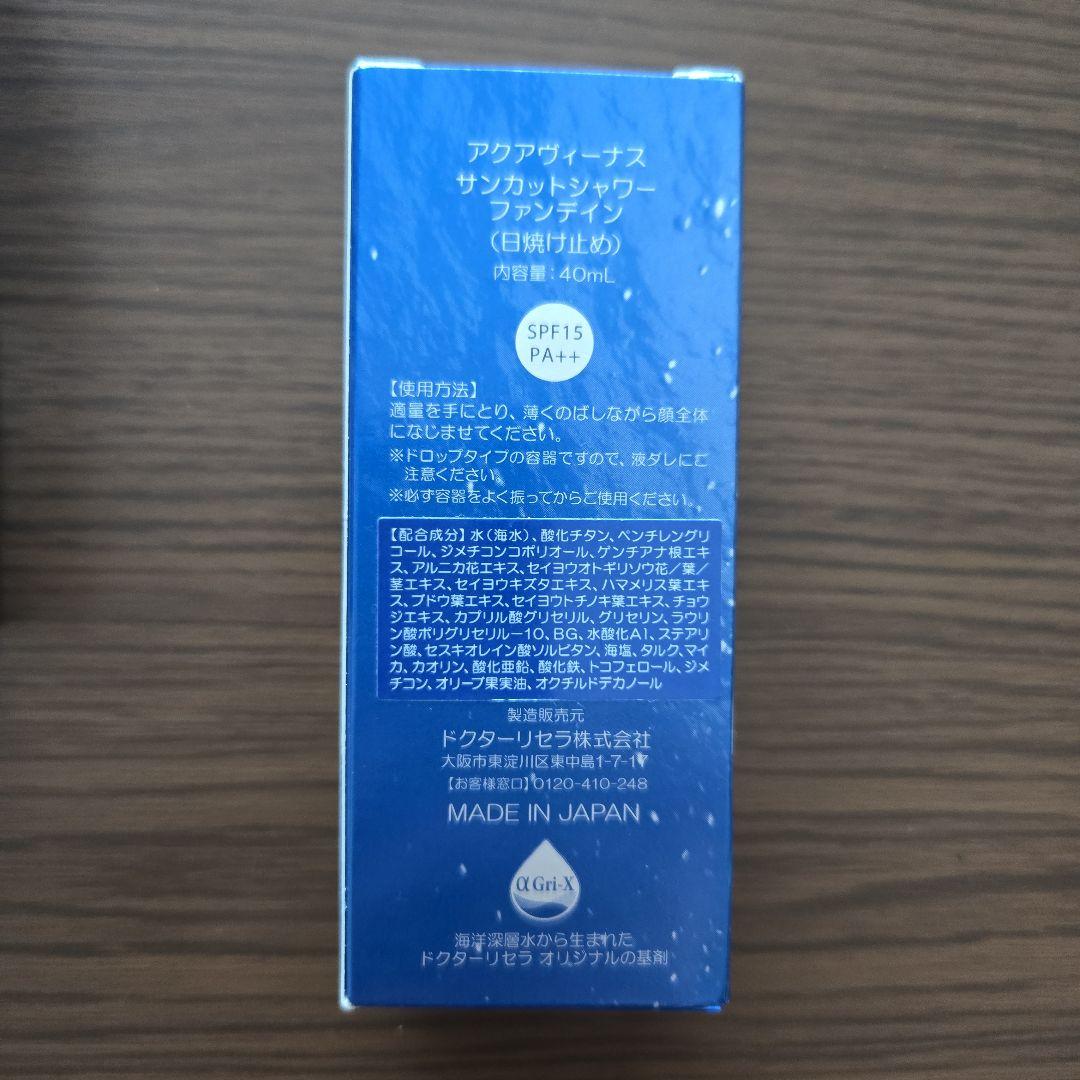 アクアヴィーナス
サンカットシャワー
ファンデイン
(日焼け止め)
内容量：40mL
SPF15
PA++
【使用方法】
適量を手にとり、薄くのばしながら顔全体
になじませてください。
※ドロップタイプの容器ですので、液ダレにご
注意ください。
※必ず容器をよく振ってからご使用ください。
【配合成分】水(海水)、酸化チタン、ペンチレングリ
コール、ジメチコンコポリオール、ゲンチアナ根エキ
ス、アルニカ花エキス、セイヨウオトギリソウ花/葉/
茎エキス、セイヨウキズタエキス、ハマメリス葉エキ
ス、ブドウ葉エキス、セイヨウトチノキ葉エキス、チョウ
ジエキス、カプリル酸グリセリル、グリセリン、ラウリ
ン酸ポリグリセリル－10、BG、水酸化Al、ステアリ
ン酸、セスキオレイン酸ソルビタン、海塩、タルク、マイ
カ、カオリン、酸化亜鉛、酸化鉄、トコフェロール、ジメ
チコン、オリーブ果実油、オクチルドデカノール
製造販売元
ドクターリセラ株式会社
大阪市東淀川区東中島1-7-17
【お客様窓口】0120-410-248
MADE IN JAPAN
αGri-X
海洋深層水から生まれた
ドクターリセラ オリジナルの基剤